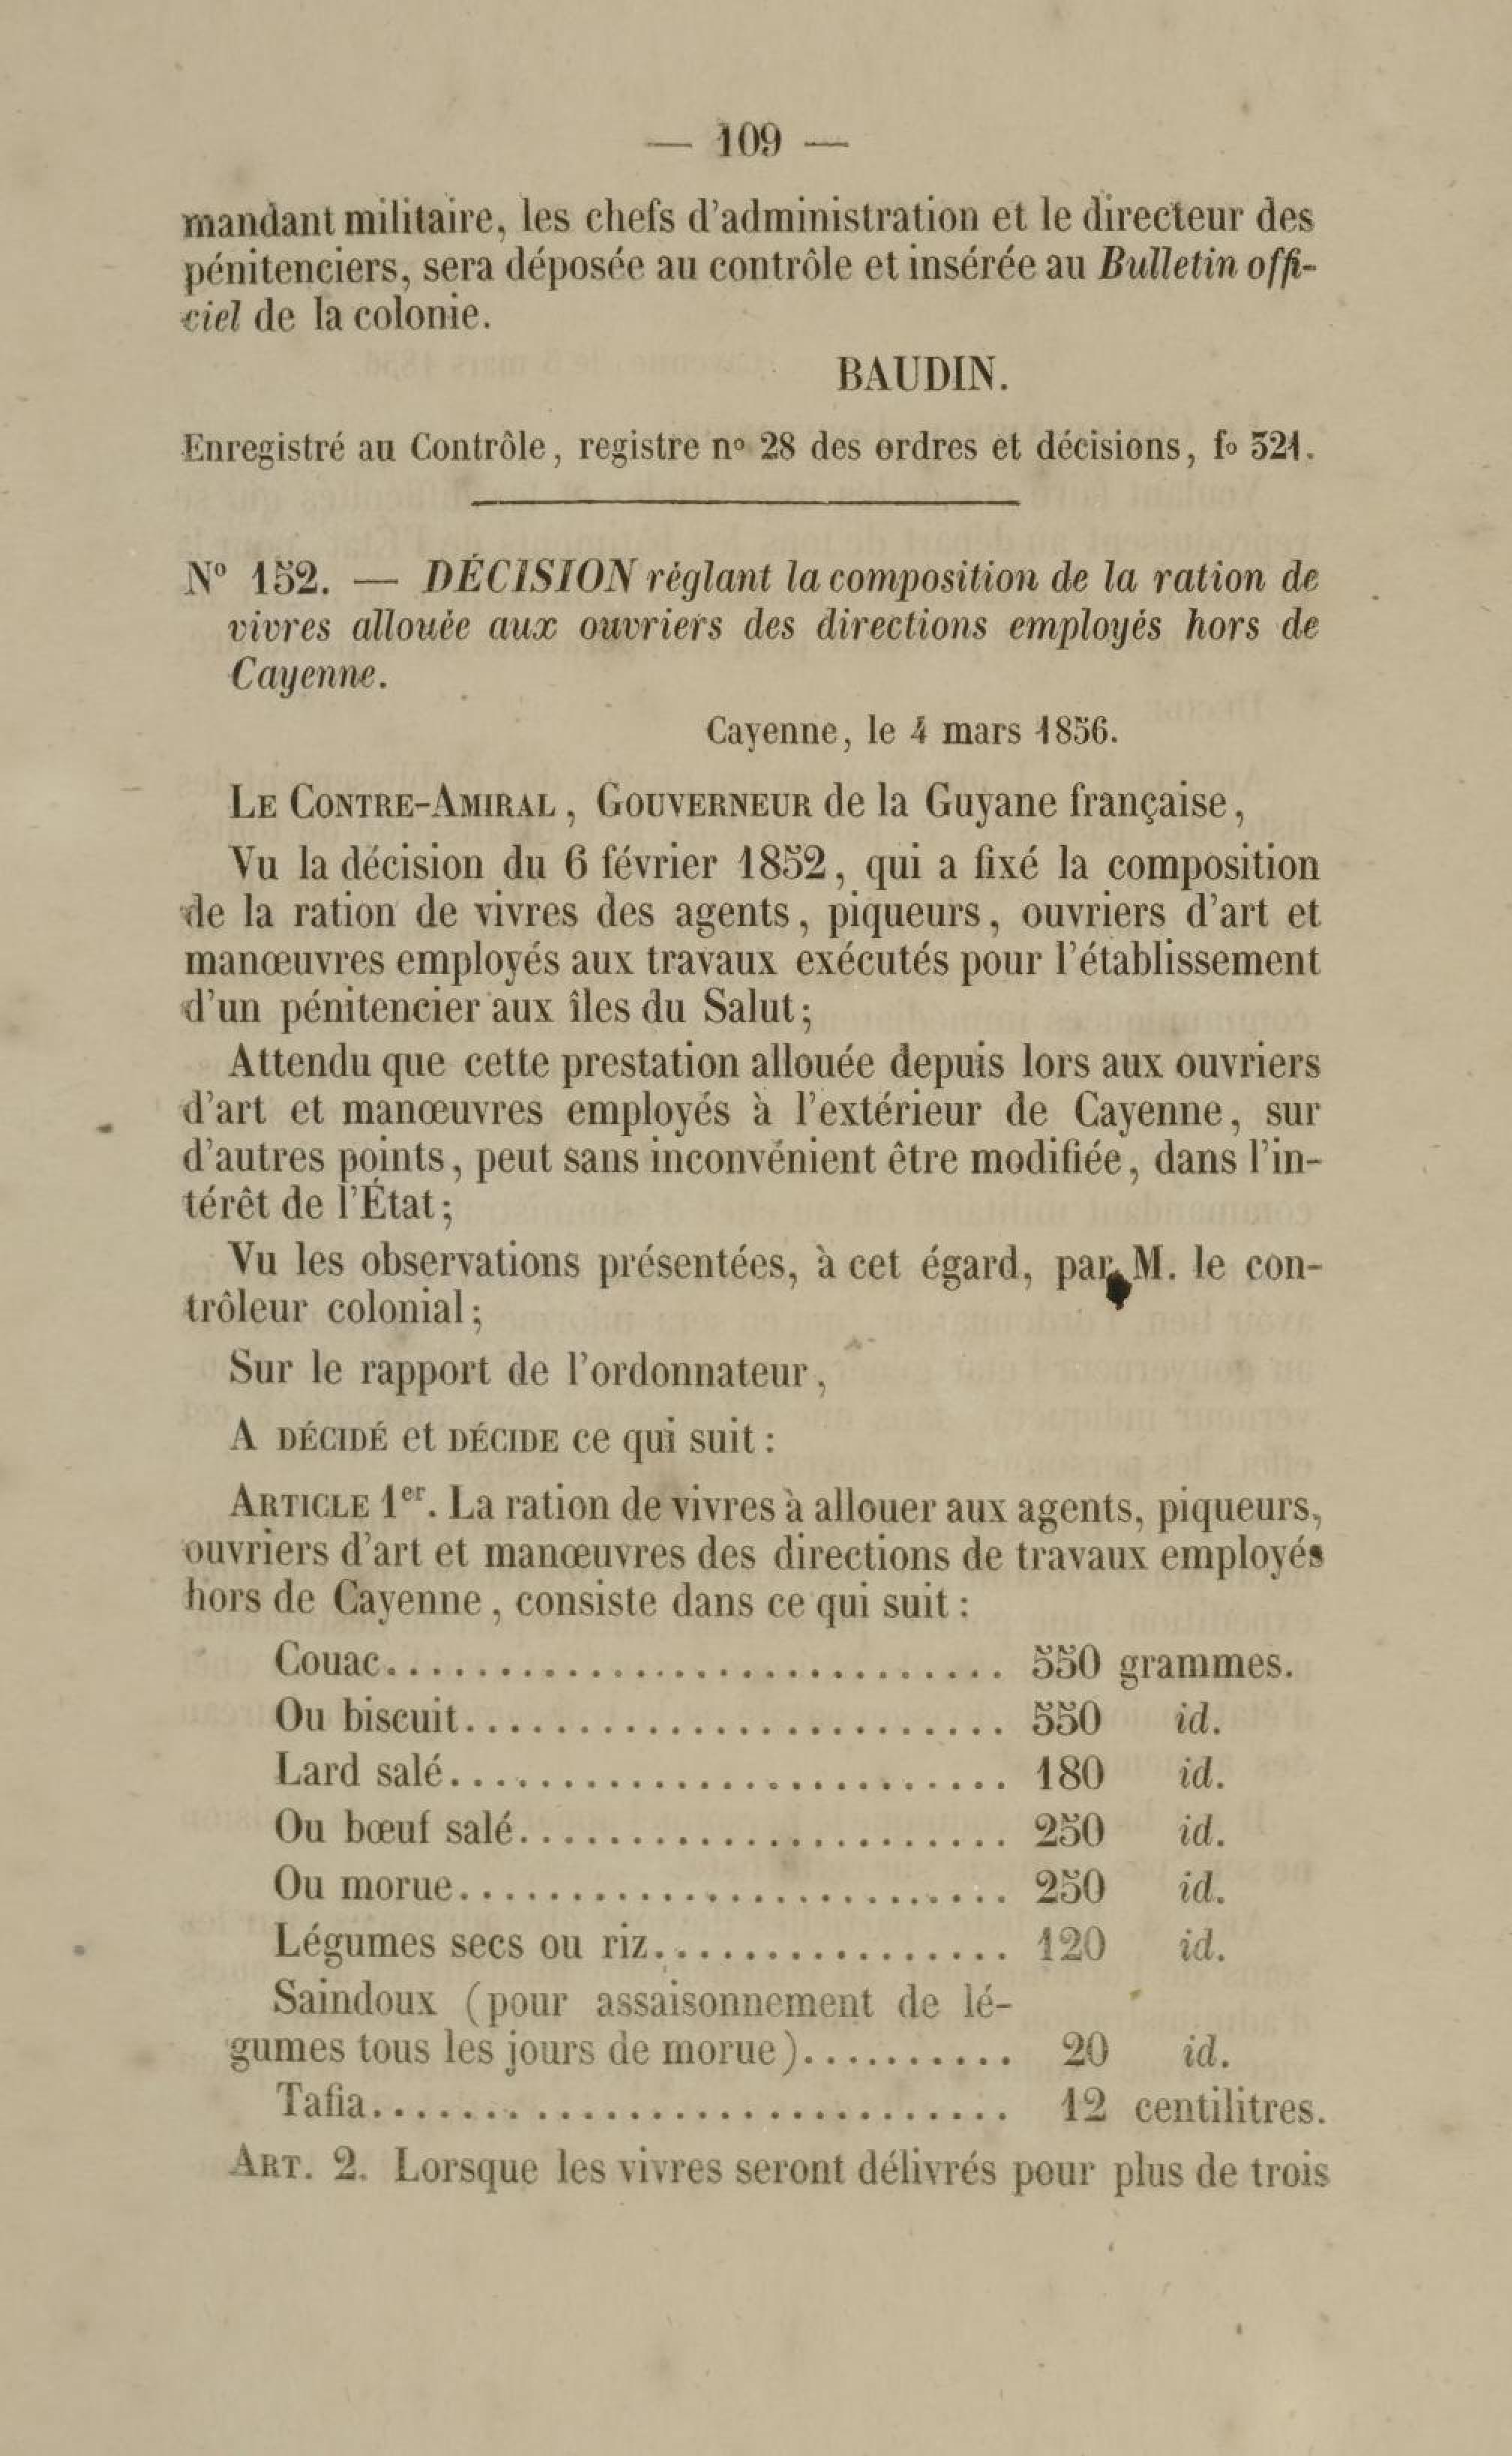 — 109 —
mandant militaire, les chefs d'administration et le directeur des
pénitenciers, sera déposée au contrôle et insérée au Bulletin offi-
ciel de la colonie.
BAUDIN.
Enregistré au Contrôle, registre nº 28 des ordres et décisions, fº 321.
Nº 152. — DÉCISION réglant la composition de la ration de
vivres allouée aux ouvriers des directions employés hors de
Cayenne.
Cayenne, le 4 mars 1856.
LE CONTRE-AMIRAL, GOUVERNEUR de la Guyane française,
Vu la décision du 6 février 1852, qui a fixé la composition
de la ration de vivres des agents, piqueurs, ouvriers d'art et
manœuvres employés aux travaux exécutés pour l'établissement
d'un pénitencier aux îles du Salut;
Attendu que cette prestation allouée depuis lors aux ouvriers
d'art et manœuvres employés à l'extérieur de Cayenne, sur
d'autres points, peut sans inconvénient être modifiée, dans l'in-
térêt de l'État;
Vu les observations présentées, à cet égard, par M. le con-
trôleur colonial;
Sur le rapport de l'ordonnateur,
A DÉCIDÉ et DÉCIDE ce qui suit:
ARTICLE 1er. La ration de vivres à allouer aux agents, piqueurs,
ouvriers d'art et manœuvres des directions de travaux employés
hors de Cayenne, consiste dans ce qui suit:
Couac............................ 550 grammes.
Ou biscuit........................ 550 id.
Lard salé......................... 180 id.
Ou bœuf salé...................... 250 id.
Ou morue......................... 250 id.
Légumes secs ou riz................ 120 id.
Saindoux (pour assaisonnement de lé-
gumes tous les jours de morue).......... 20 id.
Tafia............................. 12 centilitres.
ART. 2. Lorsque les vivres seront délivrés pour plus de trois